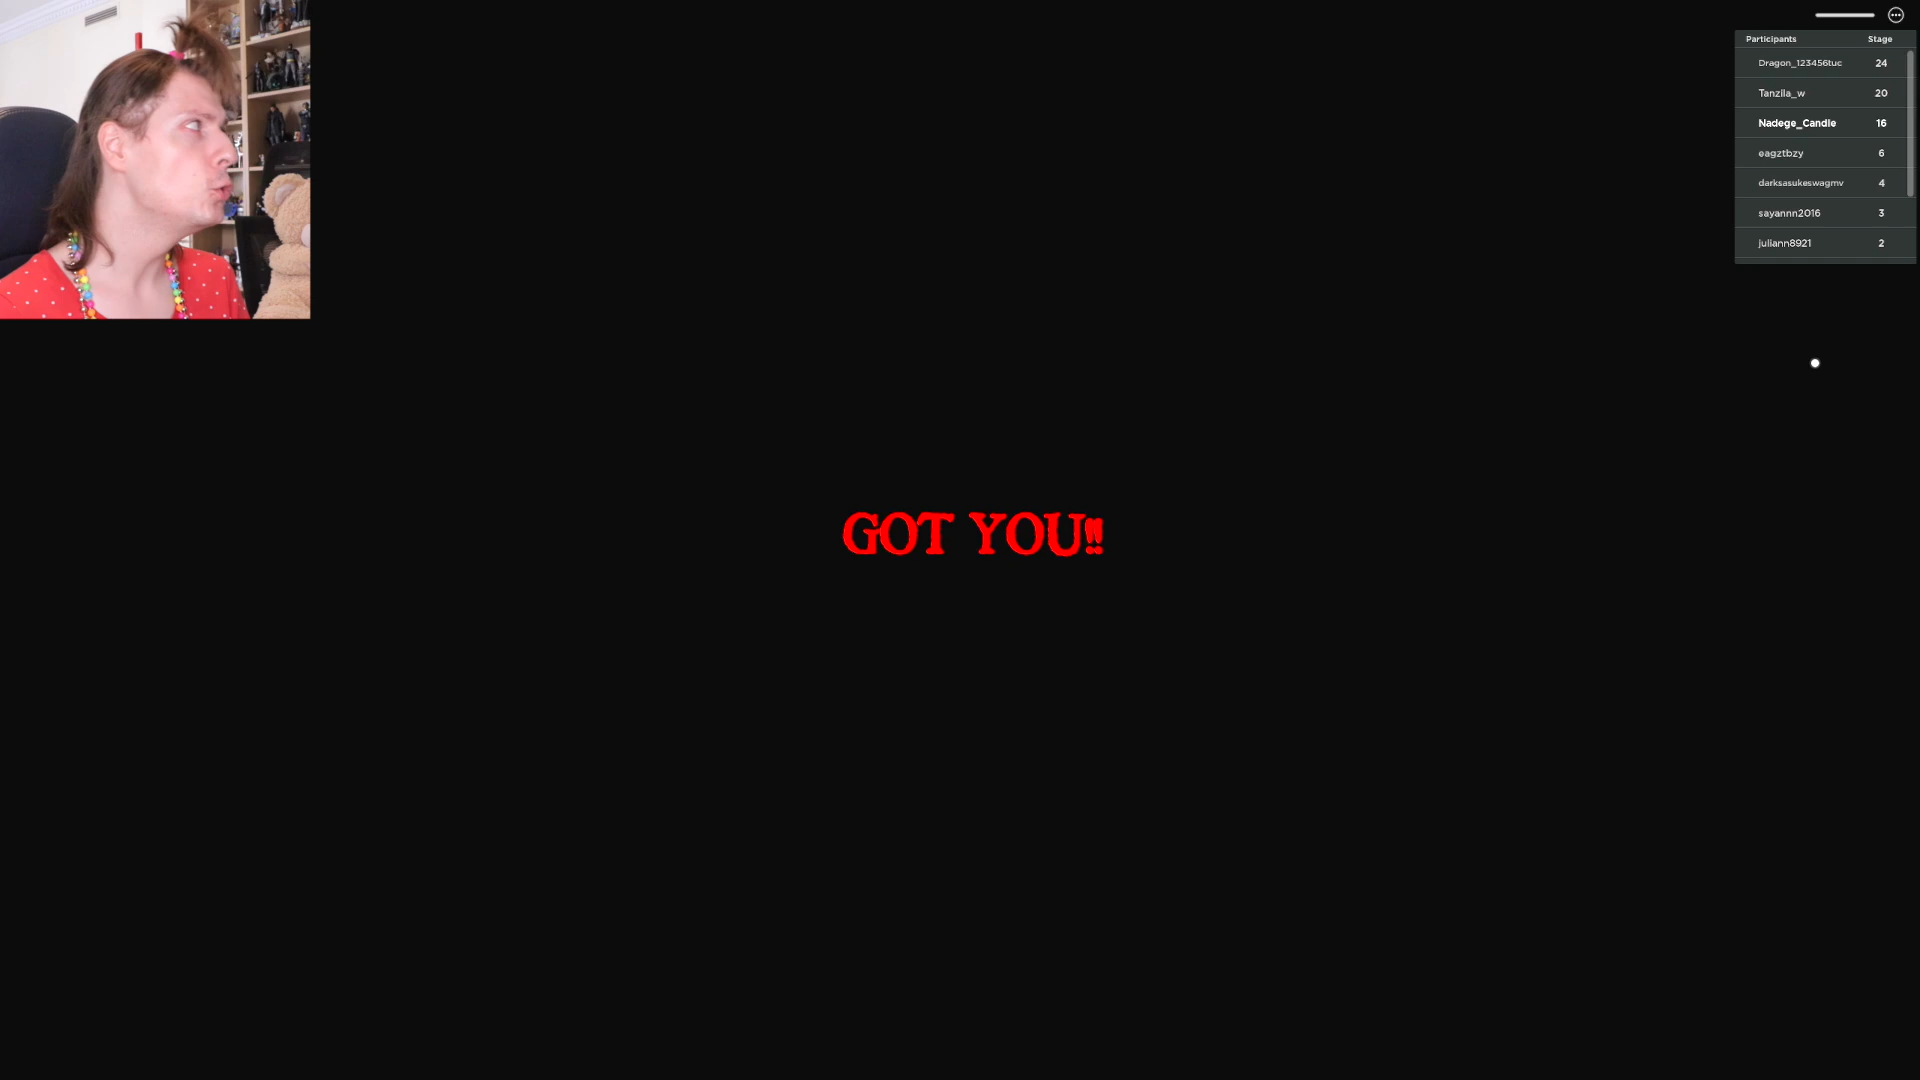 Participants Stage
Dragon_123456tuc 24
Tanzila_w 20
Nadege_Candle 16
eagztbzy 6
darksasukeswagmv 4
sayannn2016 3
juliann8921 2
GOT YOU!!